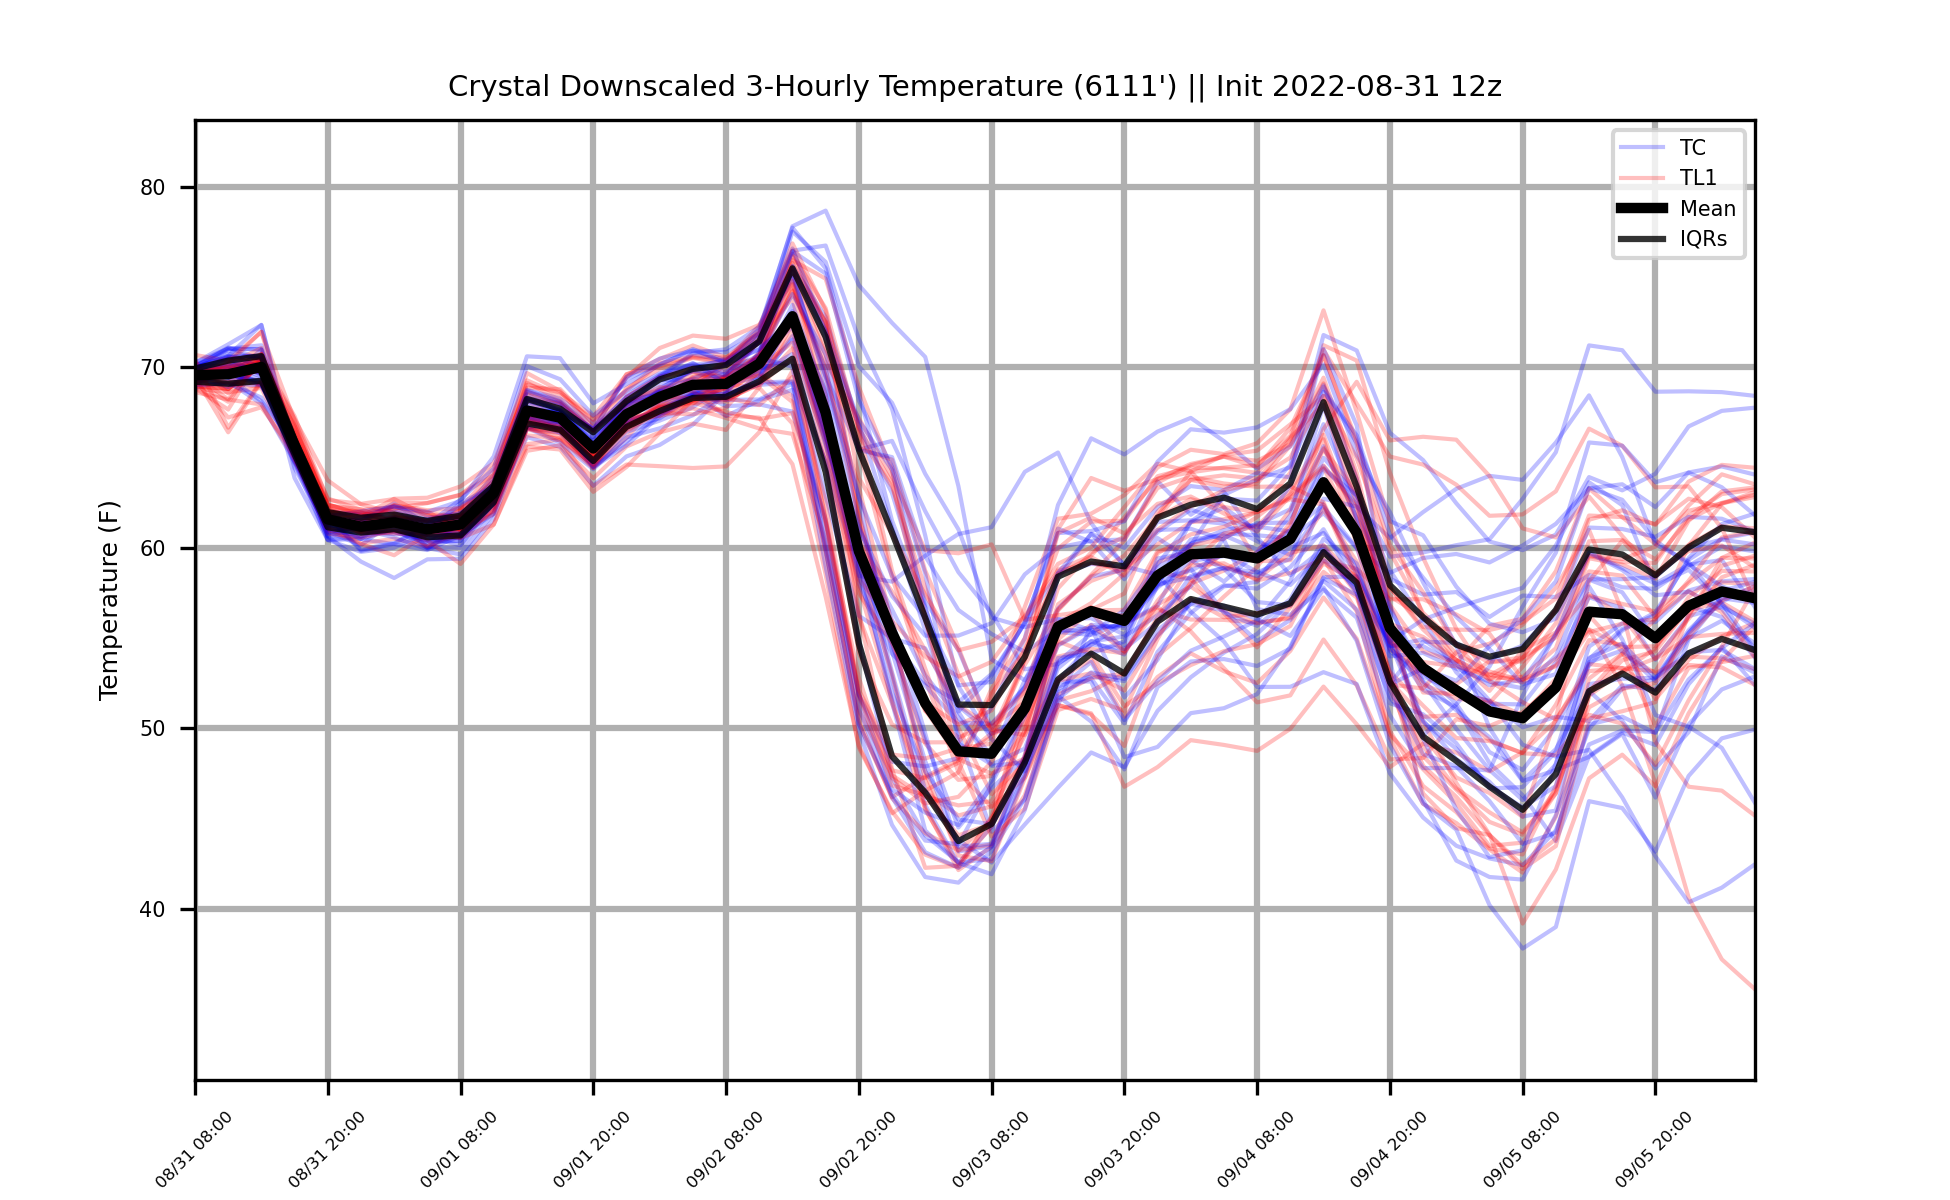 Crystal Downscaled 3-Hourly Temperature (6111') || Init 2022-08-31 12z
TC
TL1
Mean
IQRs
Temperature (F)
80
70
60
50
40
08/31 08:00
08/31 20:00
09/01 08:00
09/01 20:00
09/02 08:00
09/02 20:00
09/03 08:00
09/03 20:00
09/04 08:00
09/04 20:00
09/05 08:00
09/05 20:00